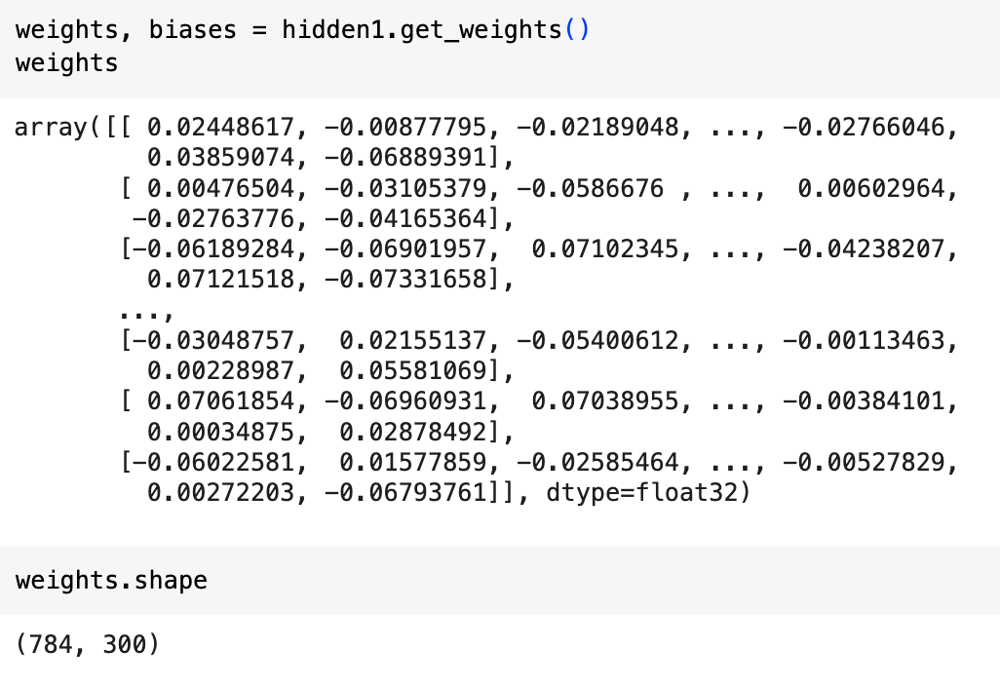 weights, biases = hidden1.get_weights()
weights
array([[ 0.02448617, -0.00877795, -0.02189048, ..., -0.02766046,
0.03859074, -0.06889391],
[ 0.00476504, -0.03105379, -0.0586676 , ...,  0.00602964,
-0.02763776, -0.04165364],
[-0.06189284, -0.06901957,  0.07102345, ..., -0.04238207,
0.07121518, -0.07331658],
...,
[-0.03048757,  0.02155137, -0.05400612, ..., -0.00113463,
0.00228987,  0.05581069],
[ 0.07061854, -0.06960931,  0.07038955, ..., -0.00384101,
0.00034875,  0.02878492],
[-0.06022581,  0.01577859, -0.02585464, ..., -0.00527829,
0.00272203, -0.06793761]], dtype=float32)
weights.shape
(784, 300)